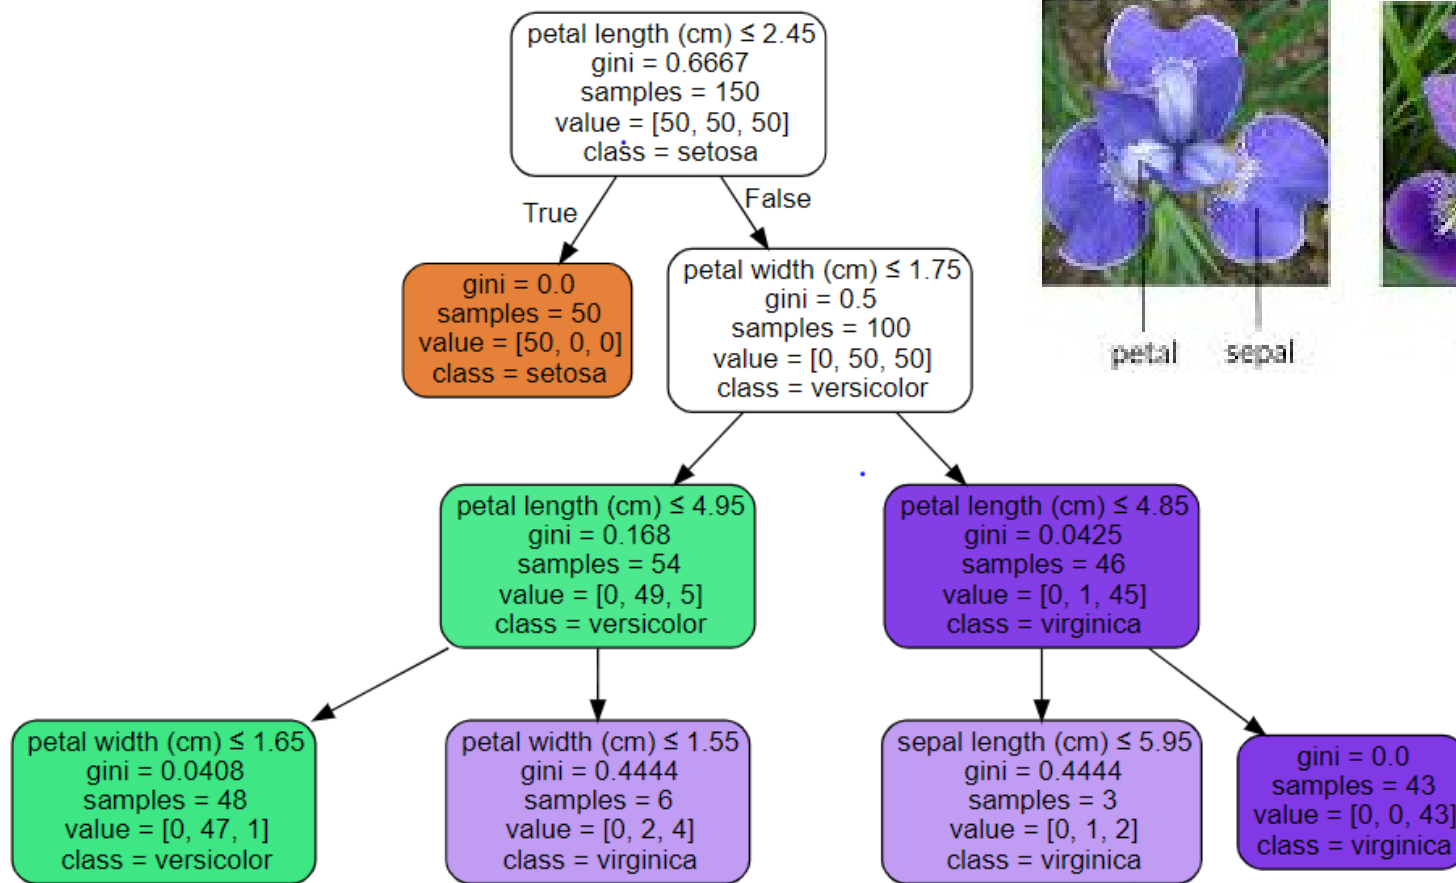 petal length (cm) ≤ 2.45
gini = 0.6667
samples = 150
value = [50, 50, 50]
class = setosa
True
False
gini = 0.0
samples = 50
value = [50, 0, 0]
class = setosa
petal width (cm) ≤ 1.75
gini = 0.5
samples = 100
value = [0, 50, 50]
class = versicolor
petal
sepal
petal length (cm) ≤ 4.95
gini = 0.168
samples = 54
value = [0, 49, 5]
class = versicolor
petal length (cm) ≤ 4.85
gini = 0.0425
samples = 46
value = [0, 1, 45]
class = virginica
petal width (cm) ≤ 1.65
gini = 0.0408
samples = 48
value = [0, 47, 1]
class = versicolor
petal width (cm) ≤ 1.55
gini = 0.4444
samples = 6
value = [0, 2, 4]
class = virginica
sepal length (cm) ≤ 5.95
gini = 0.4444
samples = 3
value = [0, 1, 2]
class = virginica
gini = 0.0
samples = 43
value = [0, 0, 43]
class = virginica